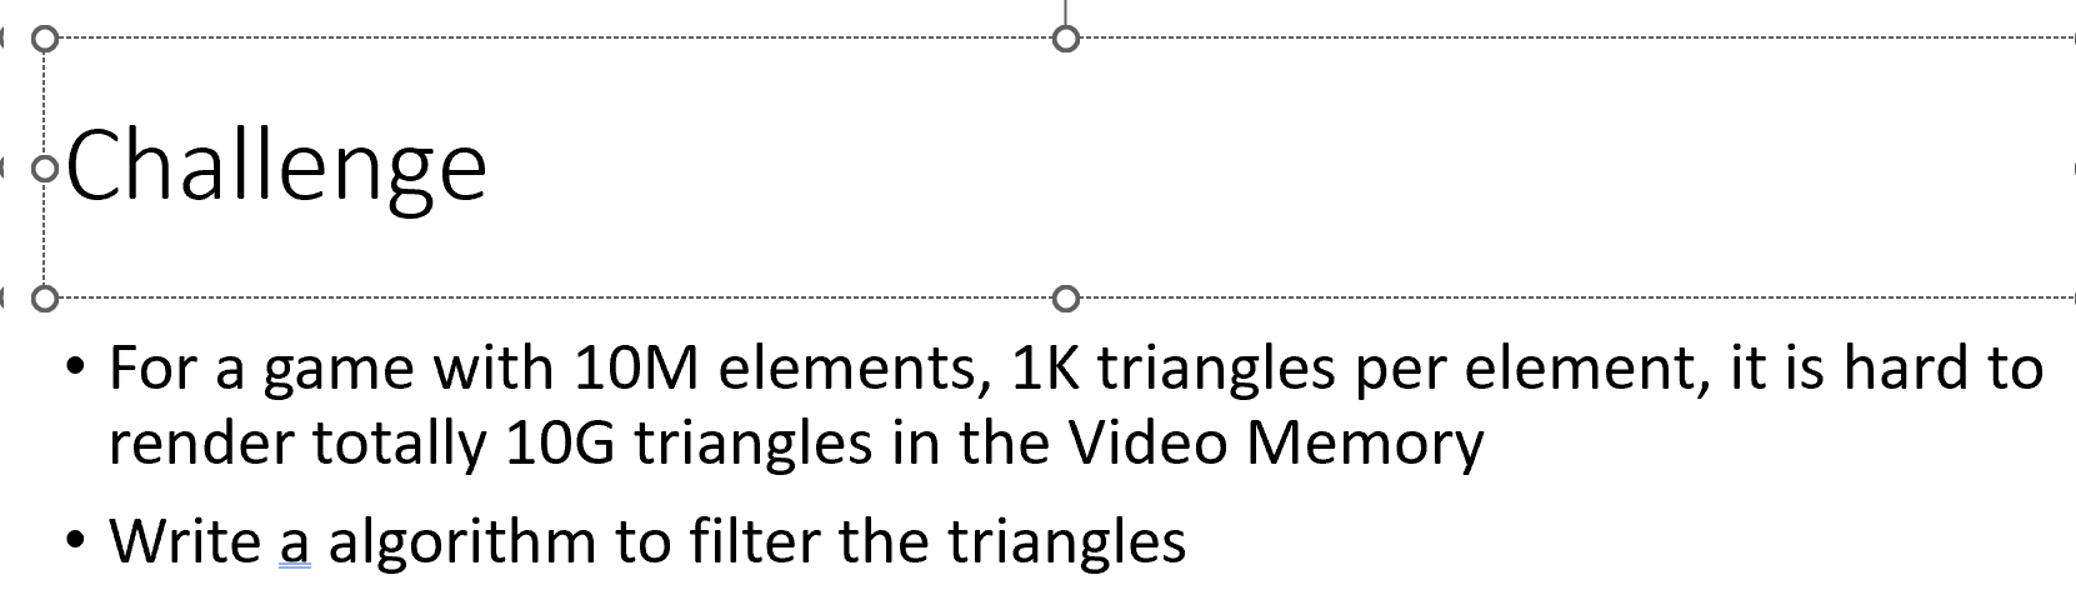 Challenge
• For a game with 10M elements, 1K triangles per element, it is hard to
render totally 10G triangles in the Video Memory
• Write a algorithm to filter the triangles